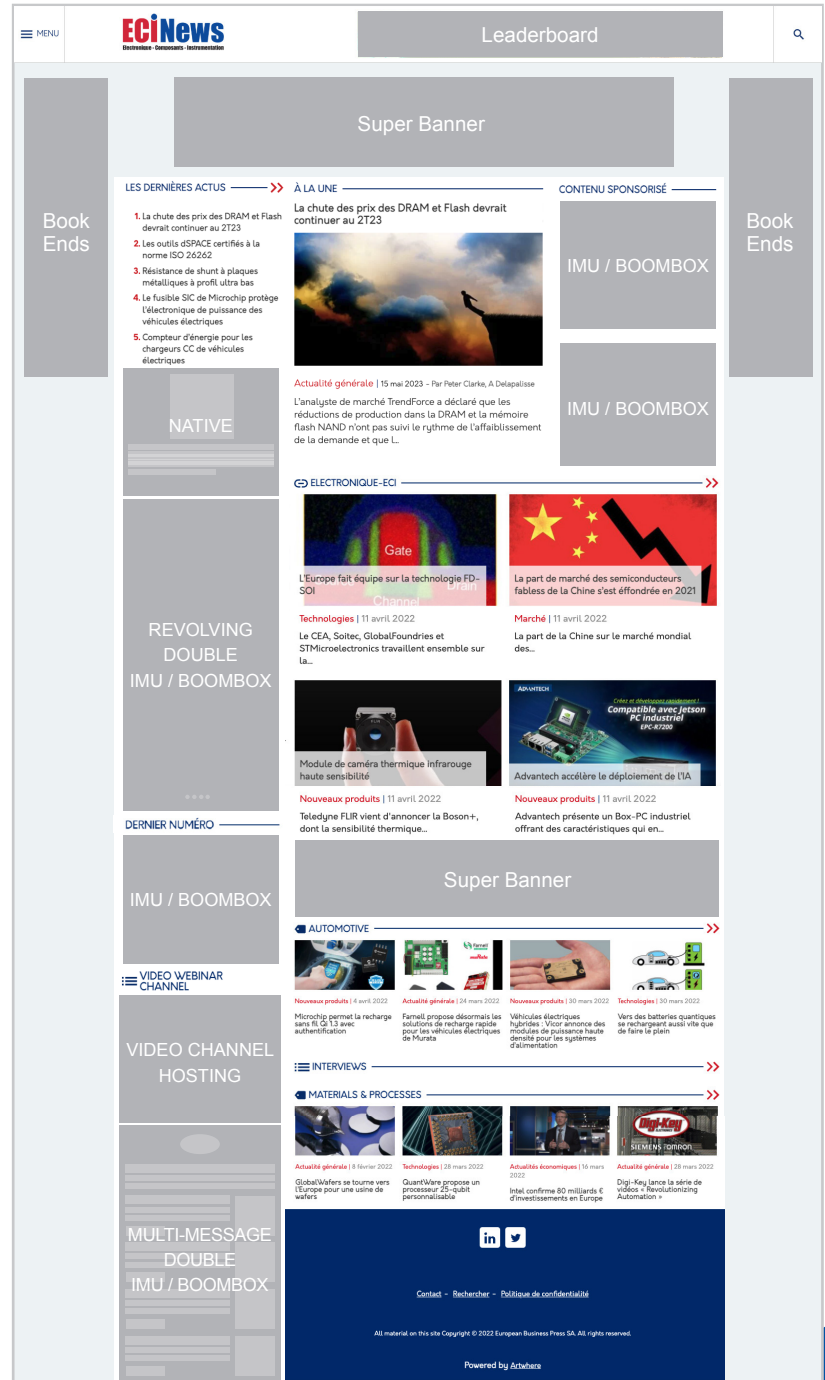 MENU
ECINews
Electronique - Composants - Instrumentation
Leaderboard
Super Banner
Book
Ends
Book
Ends
LES DERNIÈRES ACTUS
1. La chute des prix des DRAM et Flash
devrait continuer au 2T23
2. Les outils dSPACE certifiés à la
norme ISO 26262
3. Résistance de shunt à plaques
métalliques à profil ultra bas
4. Le fusible SIC de Microchip protège
l'électronique de puissance des
véhicules électriques
5. Compteur d'énergie pour les
chargeurs CC de véhicules
électriques
NATIVE
REVOLVING
DOUBLE
IMU / BOOMBOX
DERNIER NUMÉRO
IMU / BOOMBOX
VIDEO WEBINAR
CHANNEL
VIDEO CHANNEL
HOSTING
MULTI-MESSAGE
DOUBLE
IMU / BOOMBOX
À LA UNE
La chute des prix des DRAM et Flash devrait
continuer au 2T23
Actualité générale | 15 mai 2023 - Par Peter Clarke, A Delapalisse
L'analyste de marché TrendForce a déclaré que les
réductions de production dans la DRAM et la mémoire
flash NAND n'ont pas suivi le rythme de l'affaiblissement
de la demande et que l...
CONTENU SPONSORISÉ
IMU / BOOMBOX
IMU / BOOMBOX
ELECTRONIQUE-ECI
Gate
Drain
Channel
L'Europe fait équipe sur la technologie FD-
SOI
Technologies | 11 avril 2022
Le CEA, Soitec, GlobalFoundries et
STMicroelectronics travaillent ensemble sur
la...
La part de marché des semiconducteurs
fabless de la Chine s'est éffondrée en 2021
Marché | 11 avril 2022
La part de la Chine sur le marché mondial
des...
FLIR
Module de caméra thermique infrarouge
haute sensibilité
Nouveaux produits | 11 avril 2022
Teledyne FLIR vient d'annoncer la Boson+,
dont la sensibilité thermique...
ADVANTECH
Créez et développez rapidement !
Compatible avec Jetson
PC industriel
EPC-R7200
Advantech accélère le déploiement de l'IA
Nouveaux produits | 11 avril 2022
Advantech présente un Box-PC industriel
offrant des caractéristiques qui en...
Super Banner
AUTOMOTIVE
Nouveaux produits | 4 avril 2022
Microchip permet la recharge
sans fil Qi 1.3 avec
authentification
Farnell
muRata
Actualité générale | 24 mars 2022
Farnell propose désormais les
solutions de recharge rapide
pour les véhicules électriques
de Murata
Nouveaux produits | 30 mars 2022
Véhicules électriques
hybrides : Vicor annonce des
modules de puissance haute
densité pour les systèmes
d'alimentation
Technologies | 30 mars 2022
Vers des batteries quantiques
se rechargeant aussi vite que
de faire le plein
INTERVIEWS
MATERIALS & PROCESSES
Actualité générale | 8 février 2022
GlobalWafers se tourne vers
l'Europe pour une usine de
wafers
Technologies | 28 mars 2022
QuantWare propose un
processeur 25-qubit
personnalisable
Actualités économiques | 16 mars
2022
Intel confirme 80 milliards €
d'investissements en Europe
Digi-Key
ELECTRONICS
SIEMENS OMRON
Actualité générale | 28 mars 2022
Digi-Key lance la série de
vidéos « Revolutionizing
Automation »
in
Contact - Rechercher - Politique de confidentialité
All material on this site Copyright © 2022 European Business Press SA. All rights reserved.
Powered by Artwhere